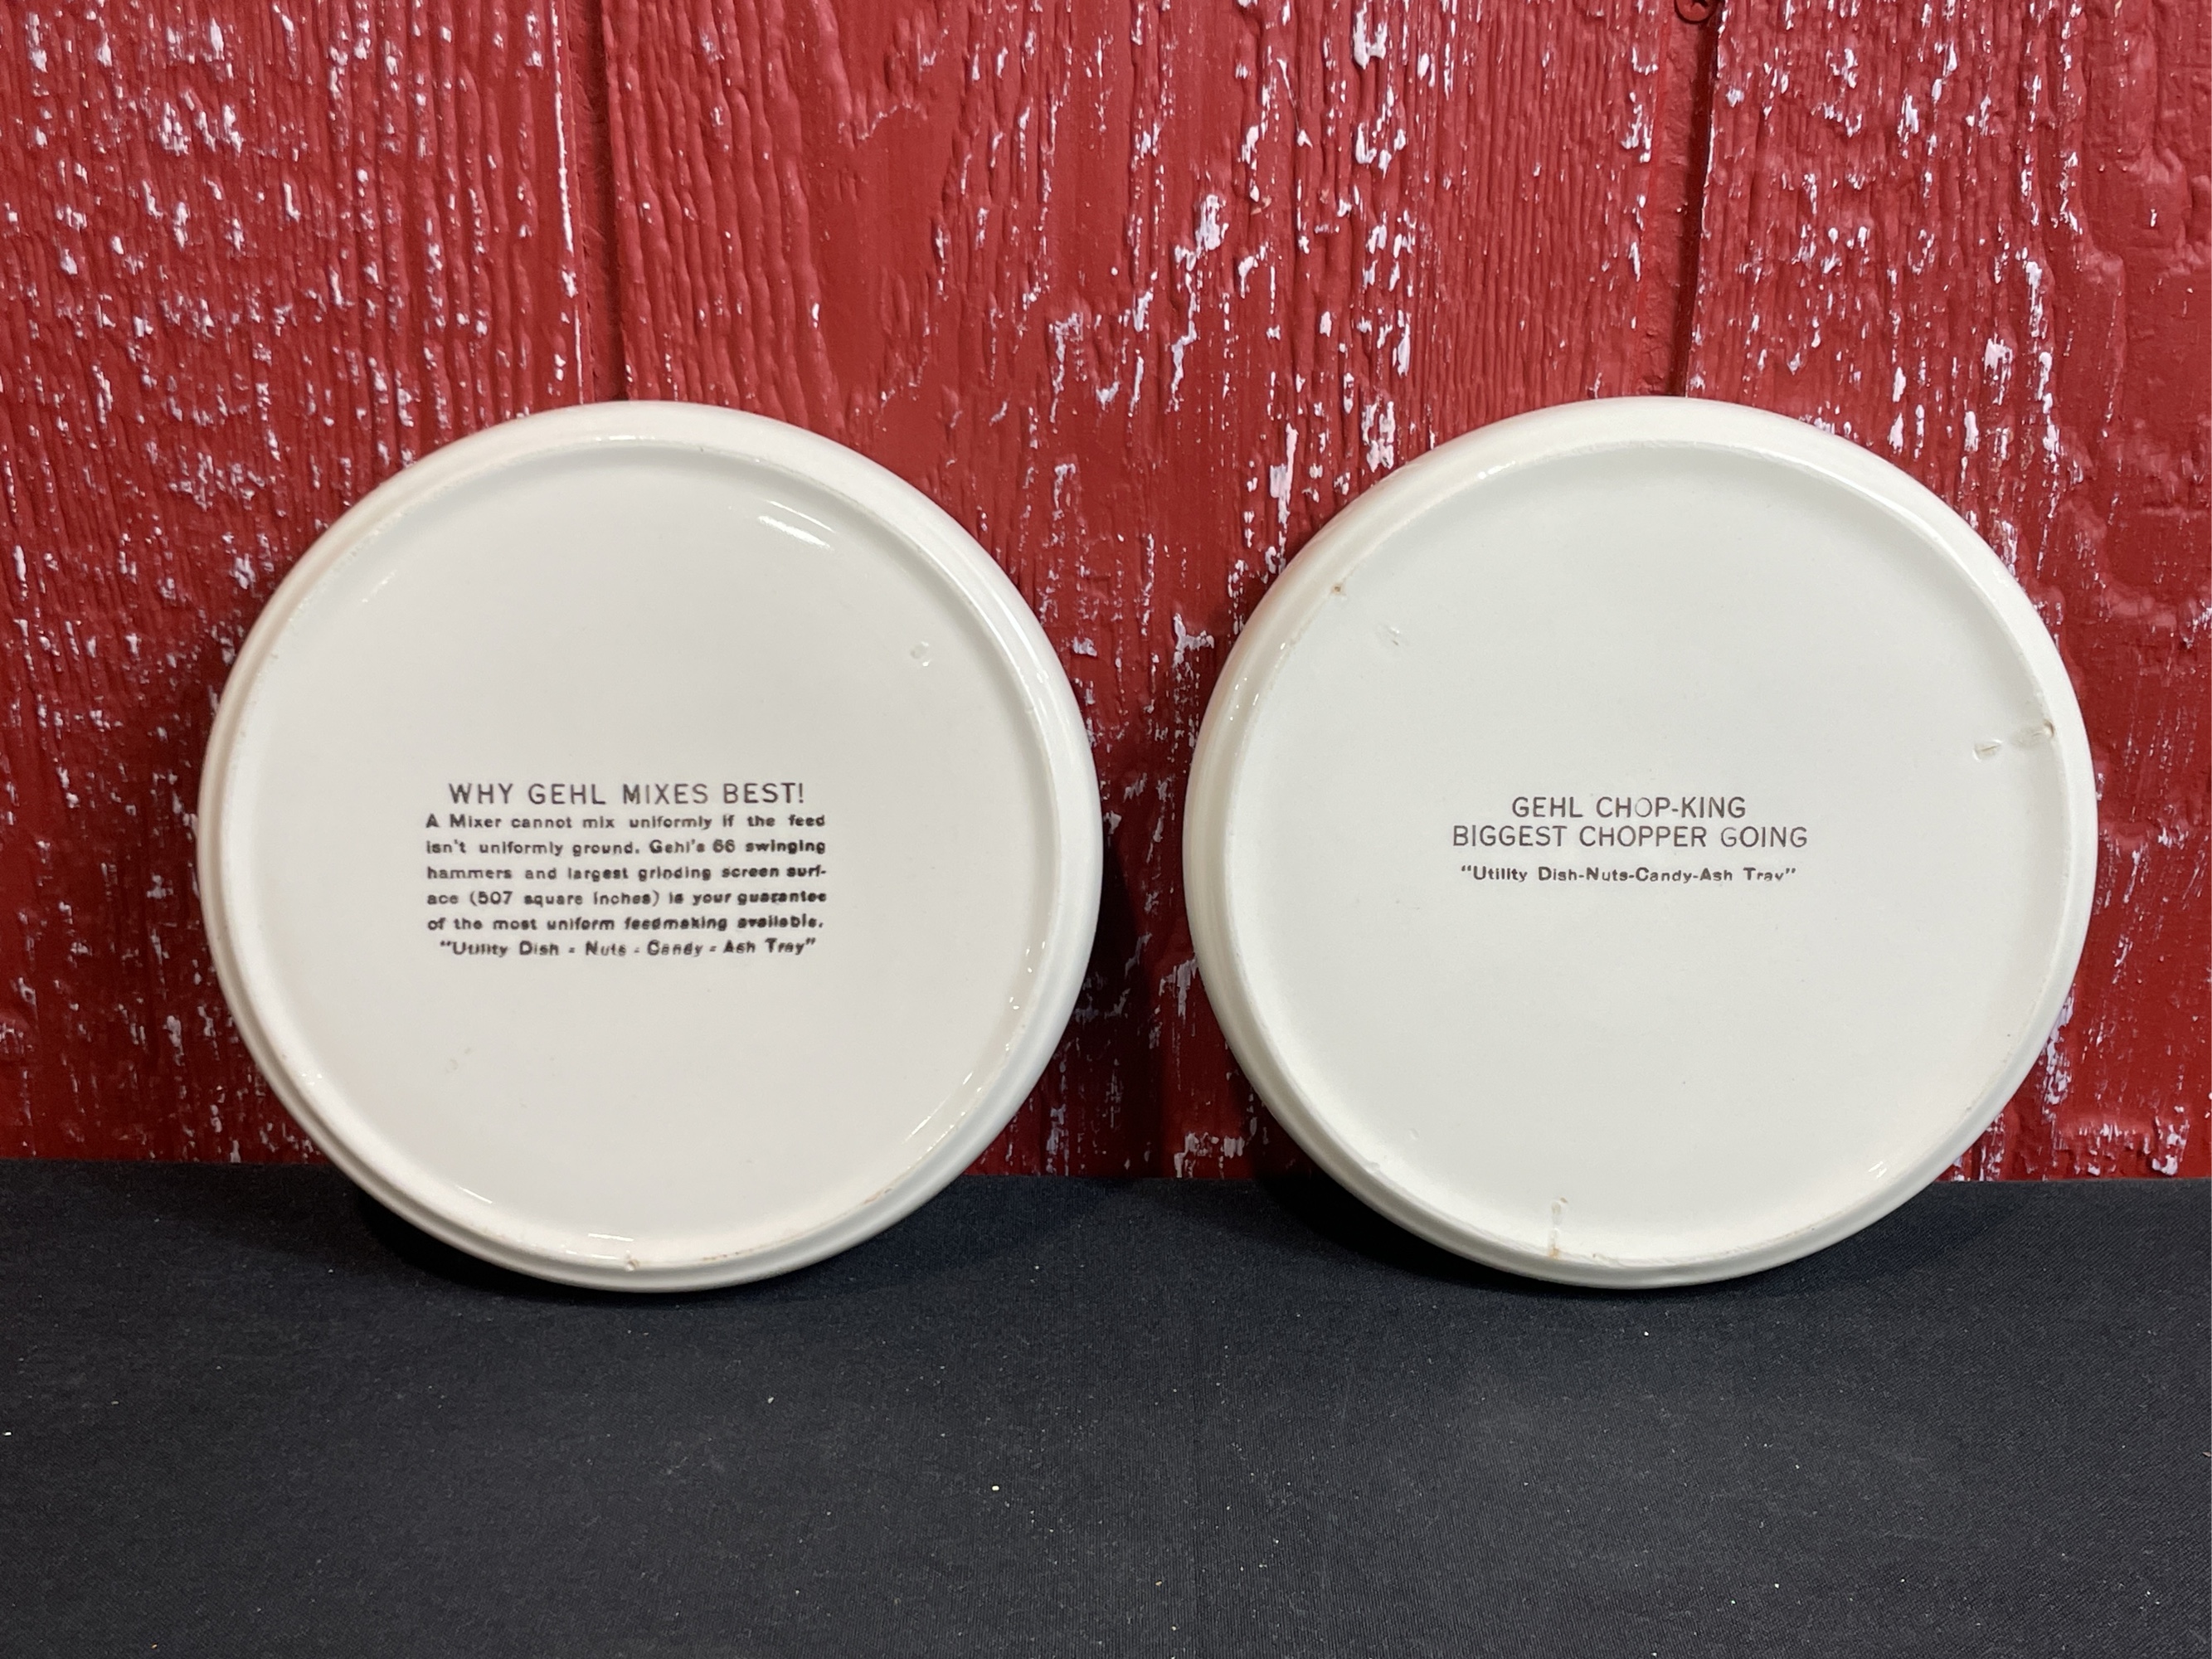 WHY GEHL MIXES BEST!
A Mixer cannot mix uniformly if the feed
isn't uniformly ground. Gehl's 66 swinging
hammers and largest grinding screen surf-
ace (507 square inches) is your guarantee
of the most uniform feedmaking available.
"Utility Dish - Nuts - Candy - Ash Tray"
GEHL CHOP-KING
BIGGEST CHOPPER GOING
"Utility Dish-Nuts-Candy-Ash Tray"